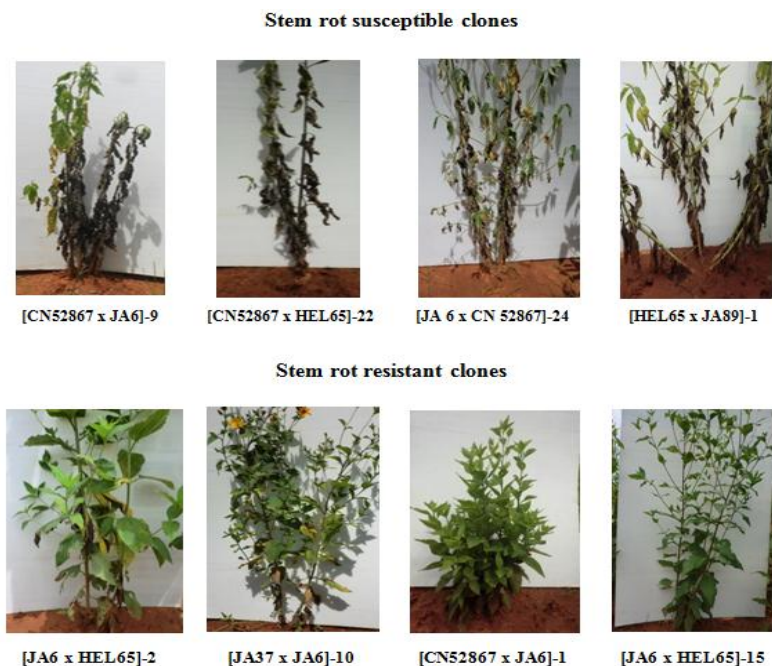 Stem rot susceptible clones
[CN52867 x JA6]-9
[CN52867 x HEL65]-22
[JA 6 x CN 52867]-24
[HEL65 x JA89]-1
Stem rot resistant clones
[JA6 x HEL65]-2
[JA37 x JA6]-10
[CN52867 x JA6]-1
[JA6 x HEL65]-15